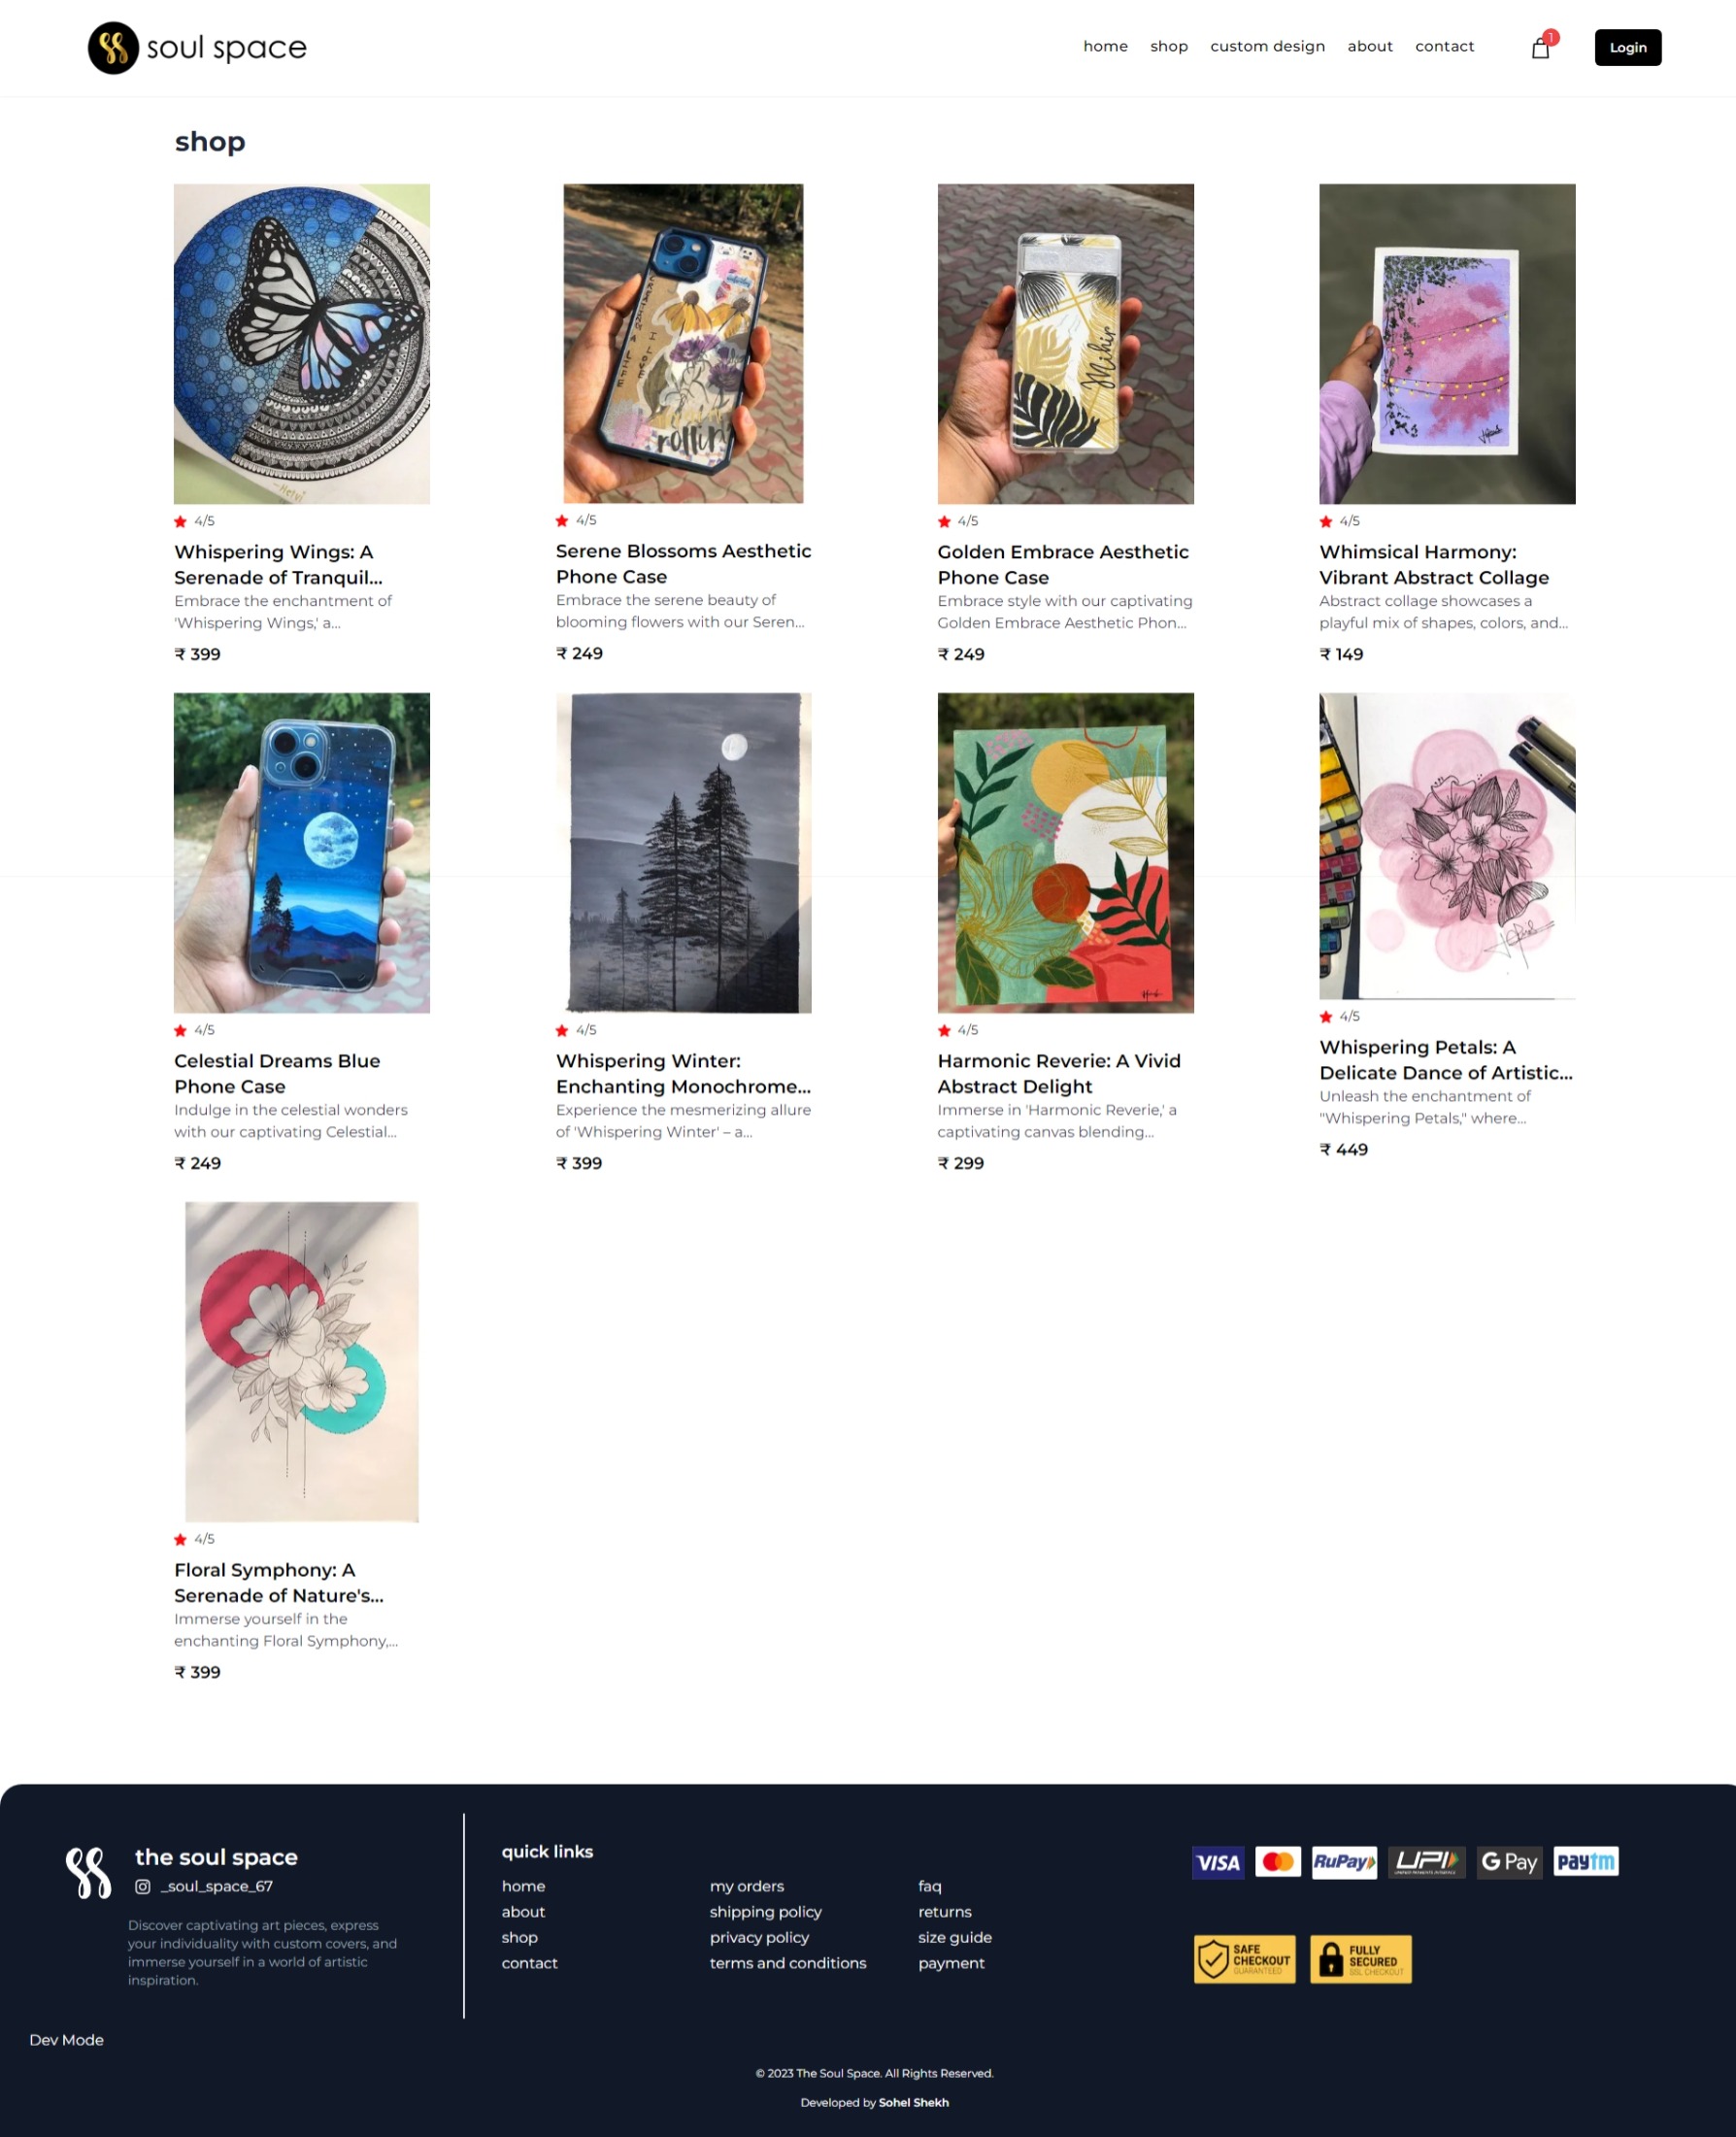 soul space
home shop custom design about contact
1
Login
shop
Hetvi
4/5
Whispering Wings: A
Serenade of Tranquil...
Embrace the enchantment of
'Whispering Wings,' a...
₹ 399
rollin'
4/5
Serene Blossoms Aesthetic
Phone Case
Embrace the serene beauty of
blooming flowers with our Seren...
₹ 249
Mihir
4/5
Golden Embrace Aesthetic
Phone Case
Embrace style with our captivating
Golden Embrace Aesthetic Phon...
₹ 249
4/5
Whimsical Harmony:
Vibrant Abstract Collage
Abstract collage showcases a
playful mix of shapes, colors, and...
₹ 149
4/5
Celestial Dreams Blue
Phone Case
Indulge in the celestial wonders
with our captivating Celestial...
₹ 249
4/5
Whispering Winter:
Enchanting Monochrome...
Experience the mesmerizing allure
of 'Whispering Winter' – a...
₹ 399
4/5
Harmonic Reverie: A Vivid
Abstract Delight
Immerse in 'Harmonic Reverie,' a
captivating canvas blending...
₹ 299
4/5
Whispering Petals: A
Delicate Dance of Artistic...
Unleash the enchantment of
"Whispering Petals," where...
₹ 449
4/5
Floral Symphony: A
Serenade of Nature's...
Immerse yourself in the
enchanting Floral Symphony,...
₹ 399
the soul space
_soul_space_67
Discover captivating art pieces, express
your individuality with custom covers, and
immerse yourself in a world of artistic
inspiration.
quick links
home
about
shop
contact
my orders
shipping policy
privacy policy
terms and conditions
faq
returns
size guide
payment
VISA
RuPay
UPI
G Pay
paytm
SAFE
CHECKOUT
GUARANTEED
FULLY
SECURED
SSL CHECKOUT
Dev Mode
© 2023 The Soul Space. All Rights Reserved.
Developed by Sohel Shekh